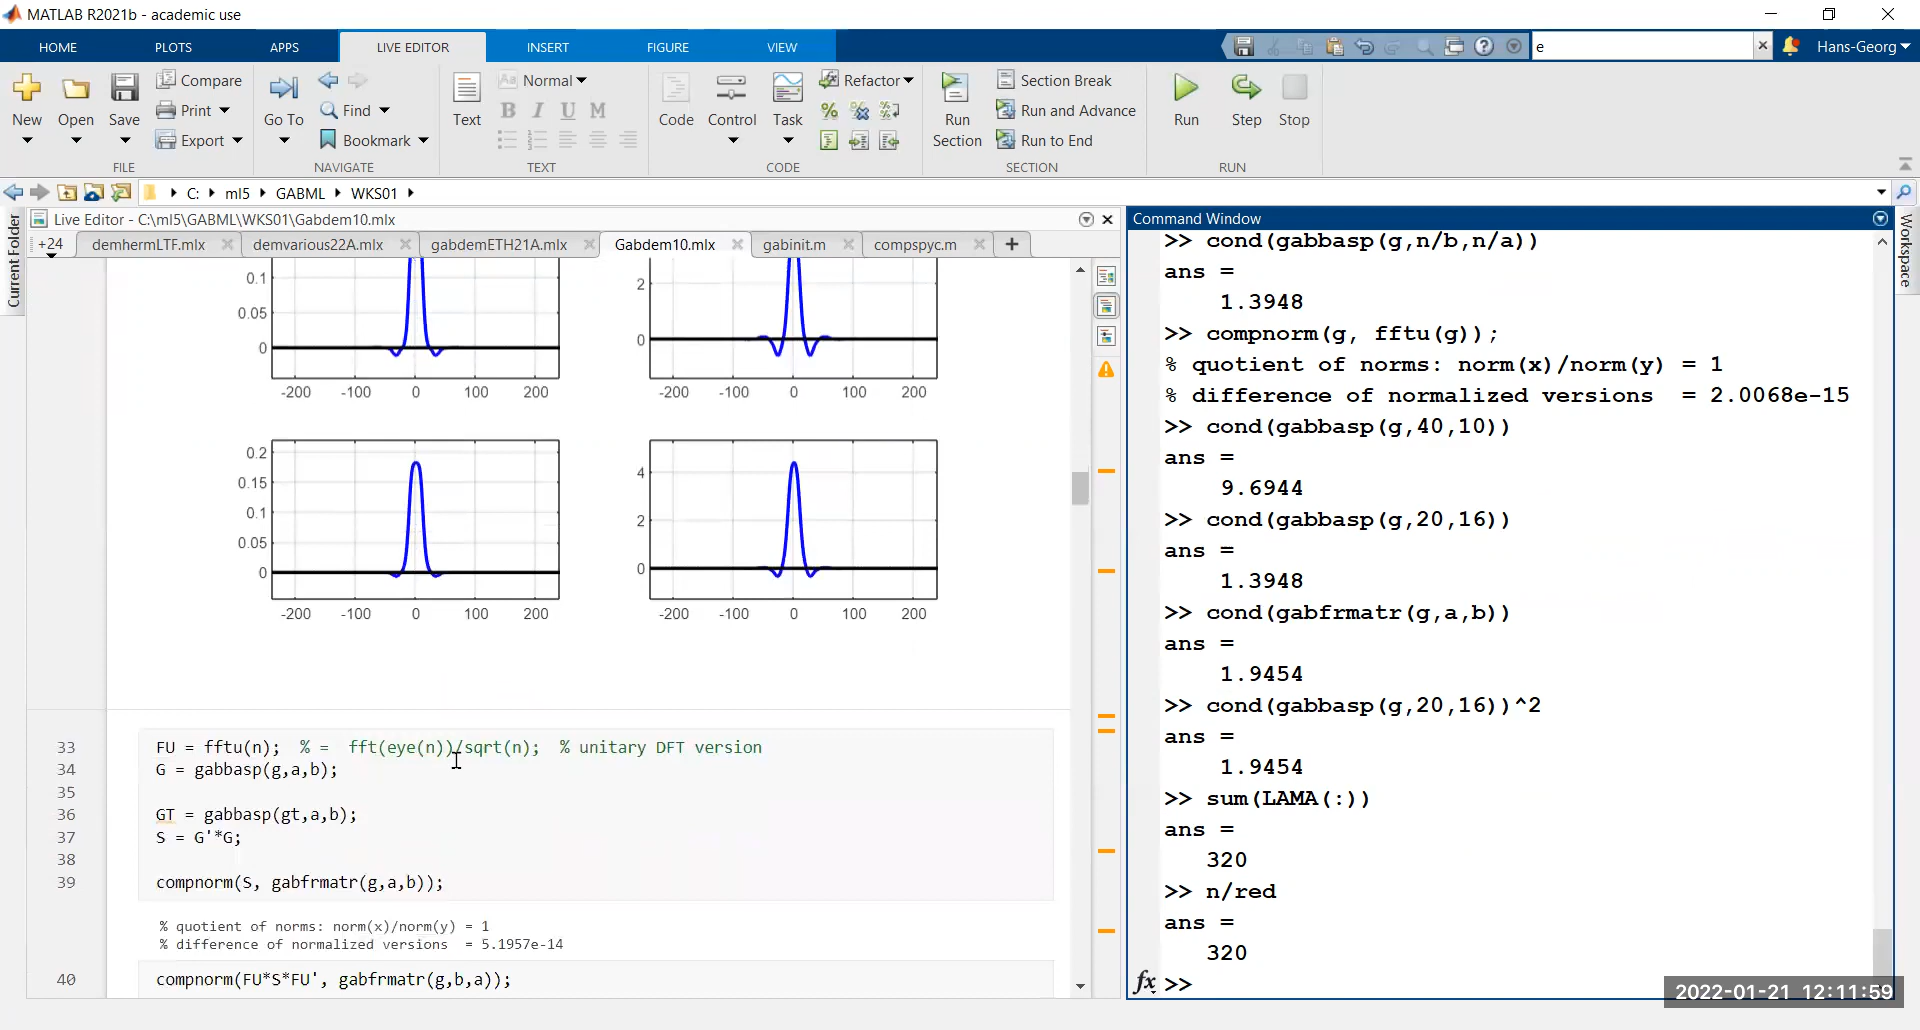 MATLAB R2021b - academic use
HOME PLOTS APPS LIVE EDITOR INSERT FIGURE VIEW e Hans-Georg
New Open Save Compare Print Export
Go To Find Bookmark
Text Aa Normal B I U M
Code Control Task Refactor
Run Section Section Break Run and Advance Run to End
Run Step Stop
FILE NAVIGATE TEXT CODE SECTION RUN
C: ml5 GABML WKS01
Current Folder
Live Editor - C:\ml5\GABML\WKS01\Gabdem10.mlx
+24 demhermLTF.mlx demvarious22A.mlx gabdemETH21A.mlx Gabdem10.mlx gabinit.m compspyc.m +
0.1
0.05
0
-200 -100 0 100 200
2
0
-200 -100 0 100 200
0.2
0.15
0.1
0.05
0
-200 -100 0 100 200
4
2
0
-200 -100 0 100 200
33 FU = fftu(n); % = fft(eye(n))/sqrt(n); % unitary DFT version
34 G = gabbasp(g,a,b);
35
36 GT = gabbasp(gt,a,b);
37 S = G'*G;
38
39 compnorm(S, gabfrmatr(g,a,b));
% quotient of norms: norm(x)/norm(y) = 1
% difference of normalized versions = 5.1957e-14
40 compnorm(FU*S*FU', gabfrmatr(g,b,a));
Command Window
Workspace
>> cond(gabbasp(g,n/b,n/a))
ans =
1.3948
>> compnorm(g, fftu(g));
% quotient of norms: norm(x)/norm(y) = 1
% difference of normalized versions = 2.0068e-15
>> cond(gabbasp(g,40,10))
ans =
9.6944
>> cond(gabbasp(g,20,16))
ans =
1.3948
>> cond(gabfrmatr(g,a,b))
ans =
1.9454
>> cond(gabbasp(g,20,16))^2
ans =
1.9454
>> sum(LAMA(:))
ans =
320
>> n/red
ans =
320
fx >>
2022-01-21 12:11:59